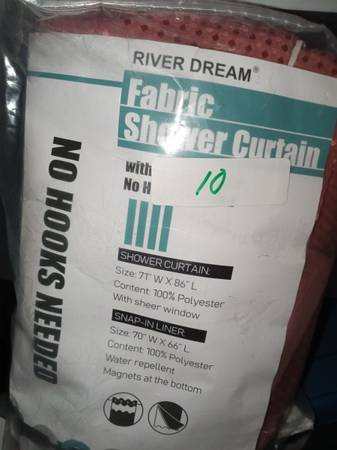 RIVER DREAM®
Fabric
Shower Curtain
with
No H
10
NO HOOKS NEEDED
SHOWER CURTAIN:
Size: 71" W X 86" L
Content: 100% Polyester
With sheer window
SNAP-IN LINER:
Size: 70" W X 66" L
Content: 100% Polyester
Water repellent
Magnets at the bottom